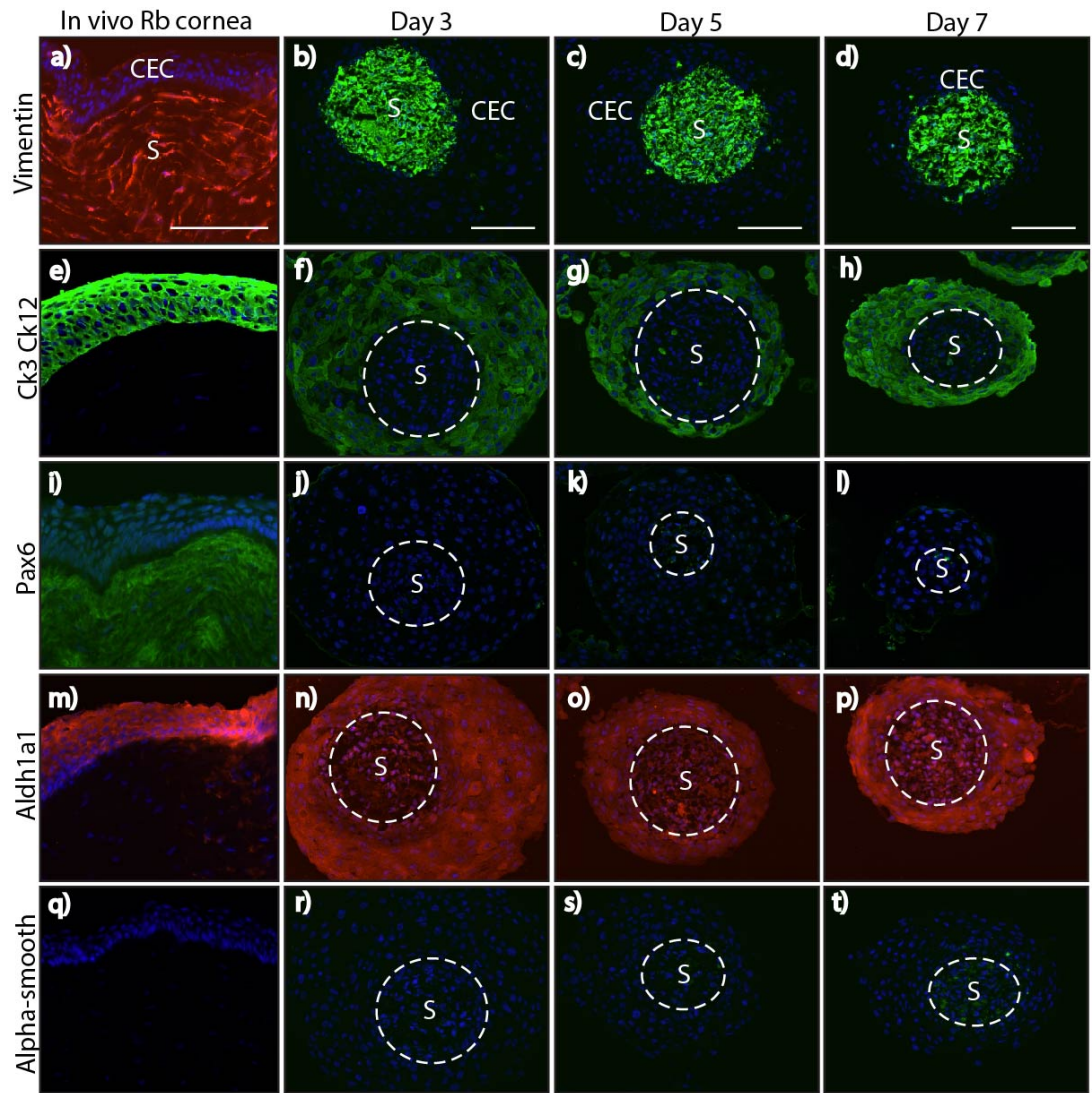 In vivo Rb cornea Day 3 Day 5 Day 7
Vimentin
a) CEC S
b) S CEC
c) CEC S
d) CEC S
Ck3 Ck12
e)
f) S
g) S
h) S
Pax6
i)
j) S
k) S
l) S
Aldh1a1
m)
n) S
o) S
p) S
Alpha-smooth
q)
r) S
s) S
t) S